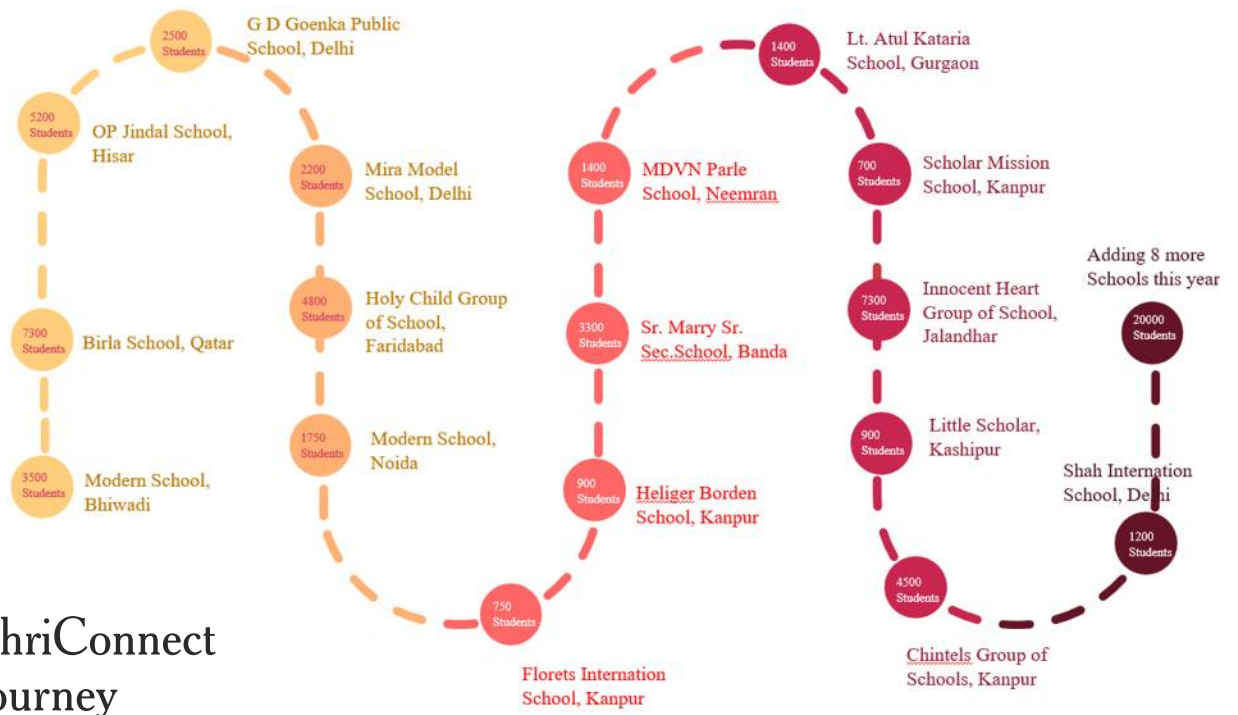 3500
Students
Modern School,
Bhiwadi
7300
Students
Birla School, Qatar
5200
Students
OP Jindal School,
Hisar
2500
Students
G D Goenka Public
School, Delhi
2200
Students
Mira Model
School, Delhi
4800
Students
Holy Child Group
of School,
Faridabad
1750
Students
Modern School,
Noida
750
Students
Florets Internation
School, Kanpur
900
Students
Heliger Borden
School, Kanpur
3300
Students
Sr. Marry Sr.
Sec.School, Banda
1400
Students
MDVN Parle
School, Neemran
1400
Students
Lt. Atul Kataria
School, Gurgaon
700
Students
Scholar Mission
School, Kanpur
7300
Students
Innocent Heart
Group of School,
Jalandhar
900
Students
Little Scholar,
Kashipur
4500
Students
Chintels Group of
Schools, Kanpur
1200
Students
Shah Internation
School, Delhi
20000
Students
Adding 8 more
Schools this year
hriConnect
ourney